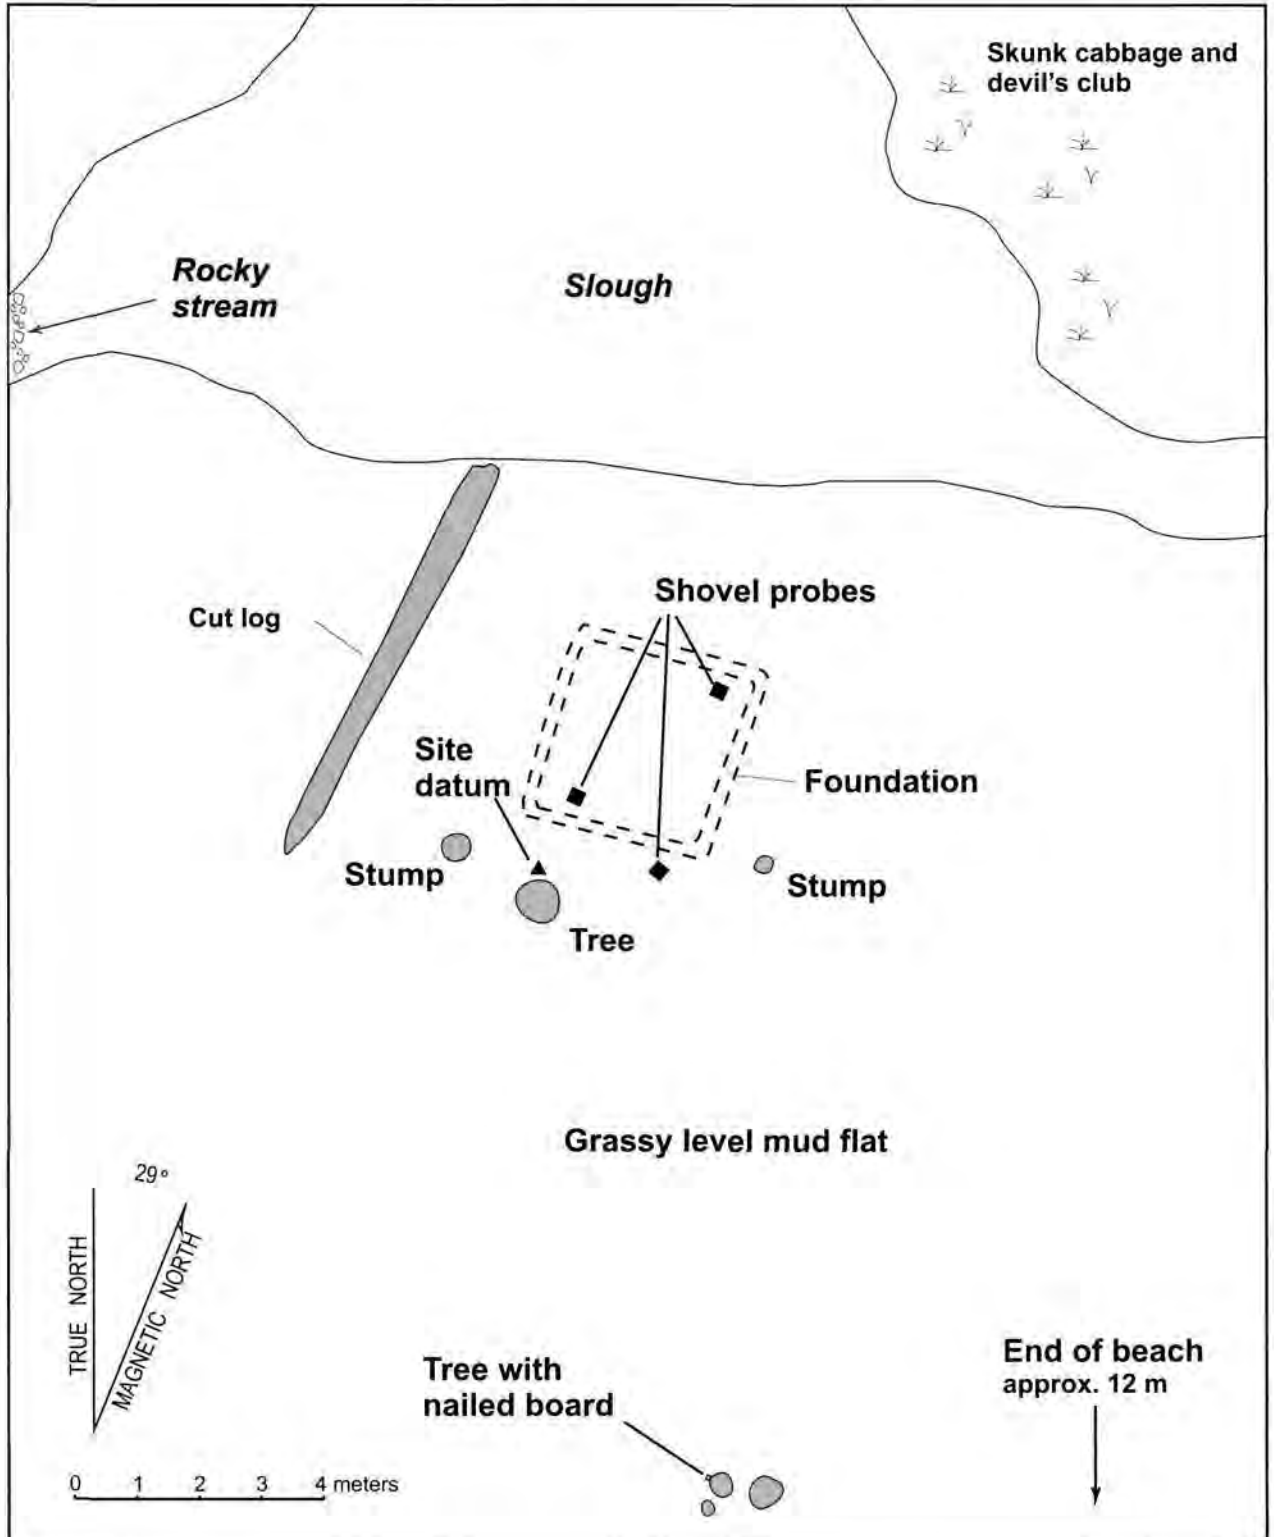 Skunk cabbage and
devil's club
Rocky
stream
Slough
Shovel probes
Cut log
Site
datum
Foundation
Stump
Stump
Tree
Grassy level mud flat
29°
TRUE NORTH
MAGNETIC NORTH
End of beach
approx. 12 m
Tree with
nailed board
0 1 2 3 4 meters